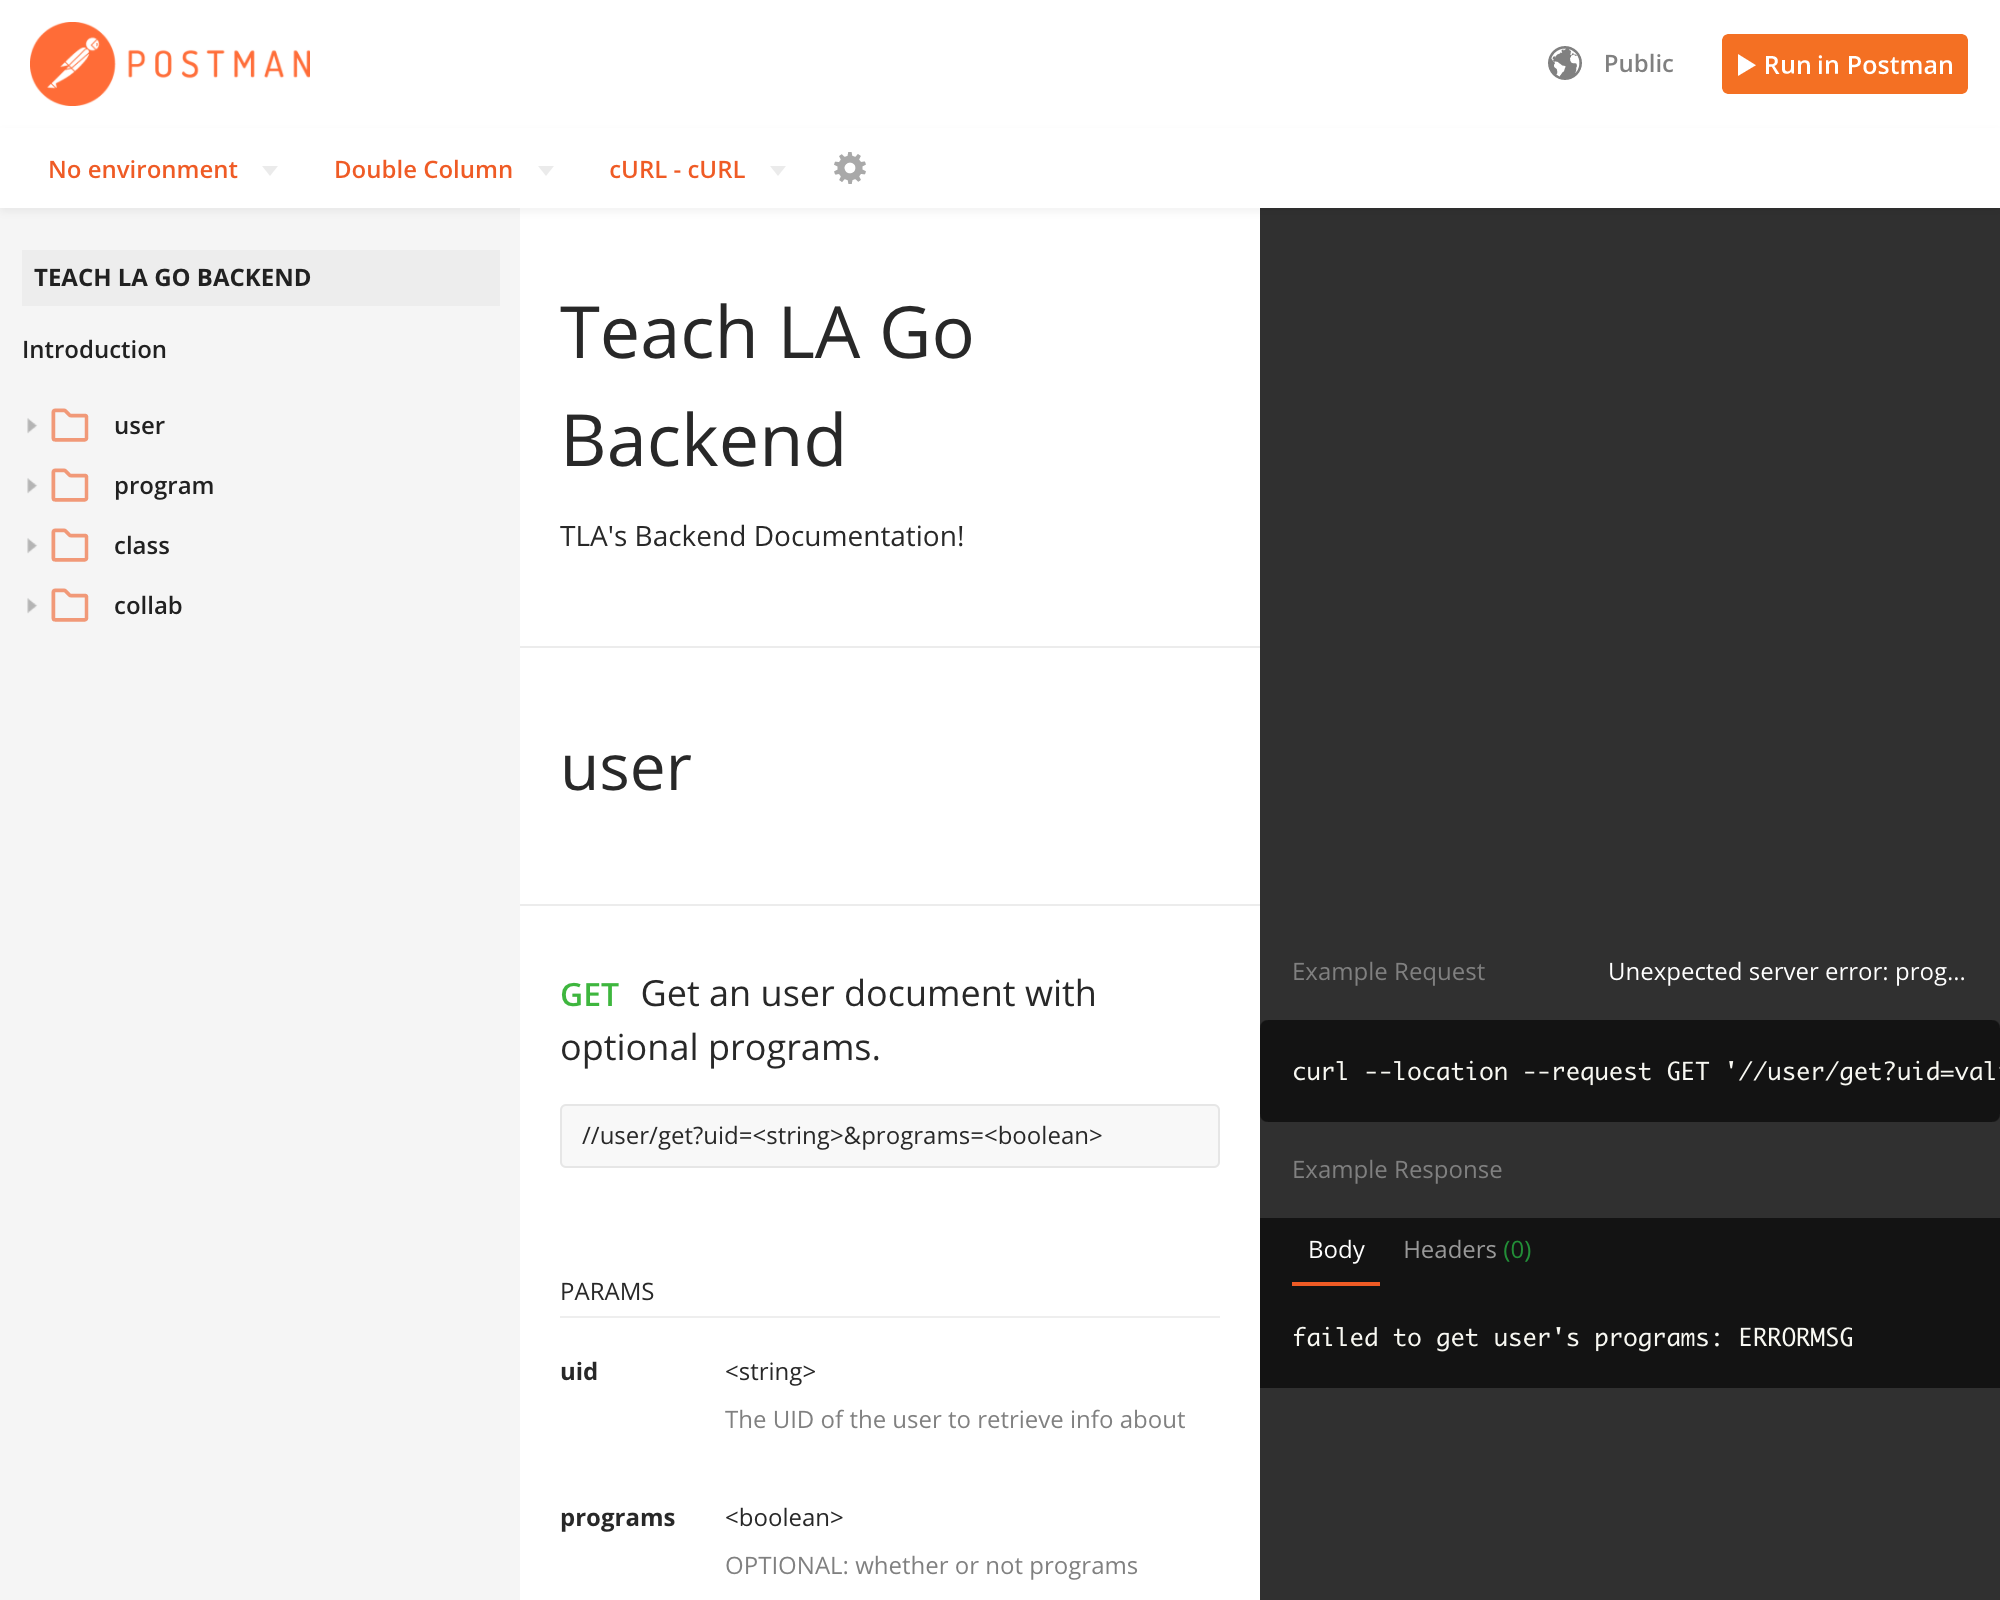 POSTMAN
Public
Run in Postman
No environment
Double Column
cURL - cURL
TEACH LA GO BACKEND
Introduction
user
program
class
collab
Teach LA Go
Backend
TLA's Backend Documentation!
user
GET Get an user document with
optional programs.
//user/get?uid=<string>&programs=<boolean>
PARAMS
uid <string>
The UID of the user to retrieve info about
programs <boolean>
OPTIONAL: whether or not programs
Example Request
Unexpected server error: prog...
curl --location --request GET '//user/get?uid=val
Example Response
Body Headers (0)
failed to get user's programs: ERRORMSG